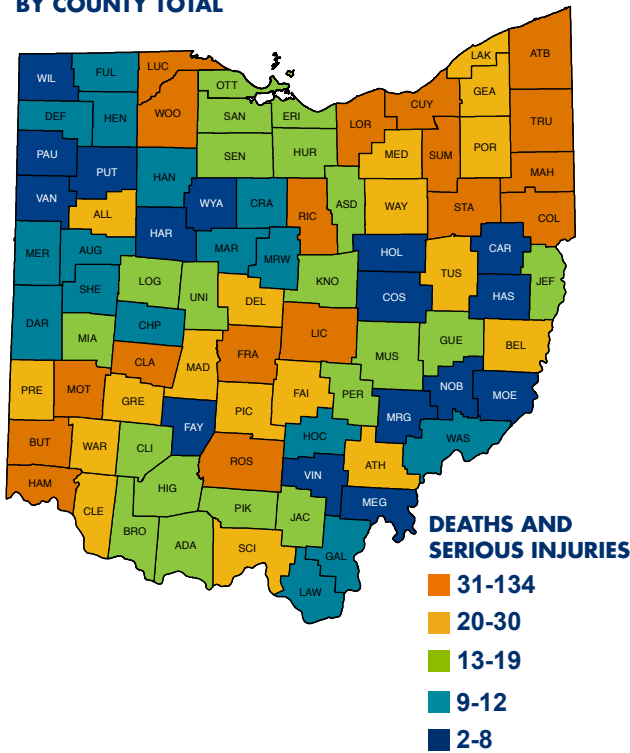 BY COUNTY TOTAL
LAK
ATB
WIL
FUL
LUC
OTT
GEA
WOO
CUY
DEF
HEN
SAN
ERI
LOR
TRU
PAU
SEN
HUR
MED
SUM
POR
PUT
HAN
MAH
VAN
ALL
WYA
CRA
RIC
ASD
WAY
STA
COL
HAR
MER
AUG
MAR
MRW
HOL
CAR
TUS
SHE
LOG
UNI
DEL
KNO
COS
HAS
JEF
DAR
MIA
CHP
LIC
MUS
GUE
BEL
CLA
MAD
FRA
PRE
MOT
GRE
PIC
FAI
PER
NOB
MOE
FAY
MRG
BUT
WAR
CLI
HOC
WAS
ROS
ATH
HAM
VIN
HIG
MEG
CLE
PIK
JAC
BRO
ADA
SCI
GAL
LAW
DEATHS AND
SERIOUS INJURIES
31-134
20-30
13-19
9-12
2-8